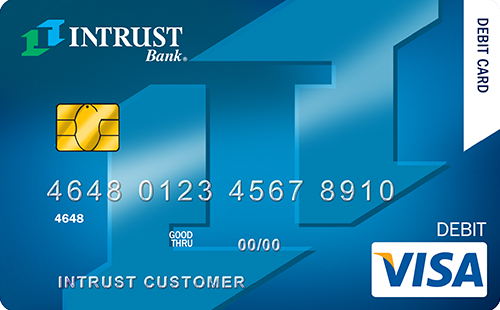 INTRUST
Bank®
DEBIT CARD
4648 0123 4567 8910
4648
GOOD
THRU
00/00
DEBIT
INTRUST CUSTOMER
VISA